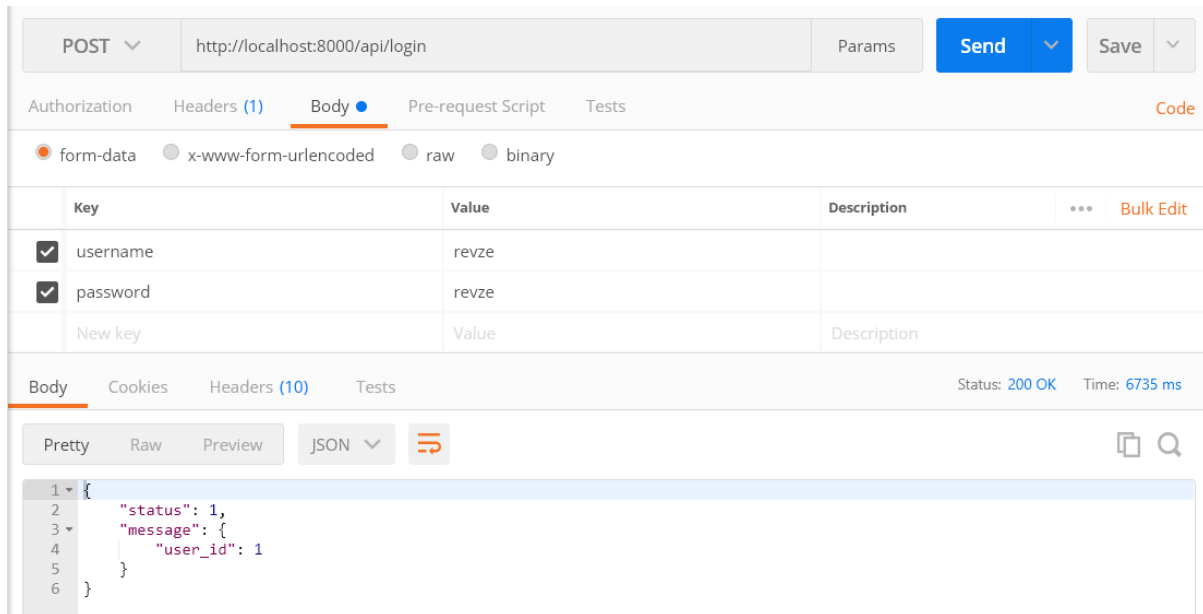 POST http://localhost:8000/api/login Params Send Save
Authorization Headers (1) Body Pre-request Script Tests Code
form-data x-www-form-urlencoded raw binary
Key Value Description ••• Bulk Edit
username revze
password revze
New key Value Description
Body Cookies Headers (10) Tests Status: 200 OK Time: 6735 ms
Pretty Raw Preview JSON
1 {
2 "status": 1,
3 "message": {
4 "user_id": 1
5 }
6 }